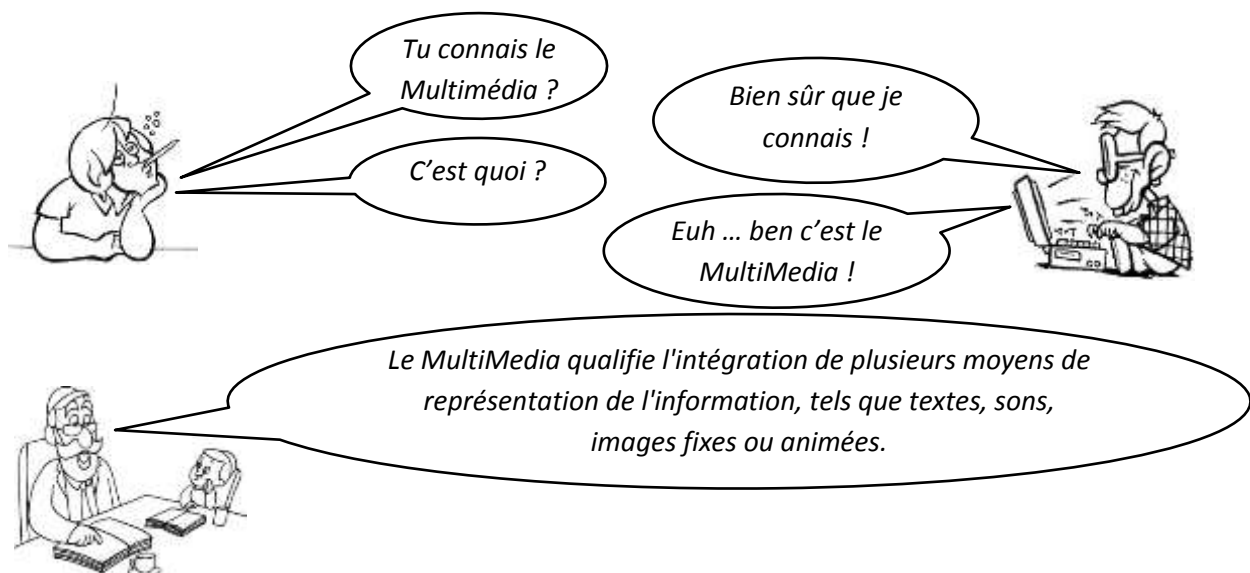 Tu connais le
Multimédia ?
Bien sûr que je
connais !
C’est quoi ?
Euh … ben c’est le
MultiMedia !
Le MultiMedia qualifie l'intégration de plusieurs moyens de
représentation de l'information, tels que textes, sons,
images fixes ou animées.